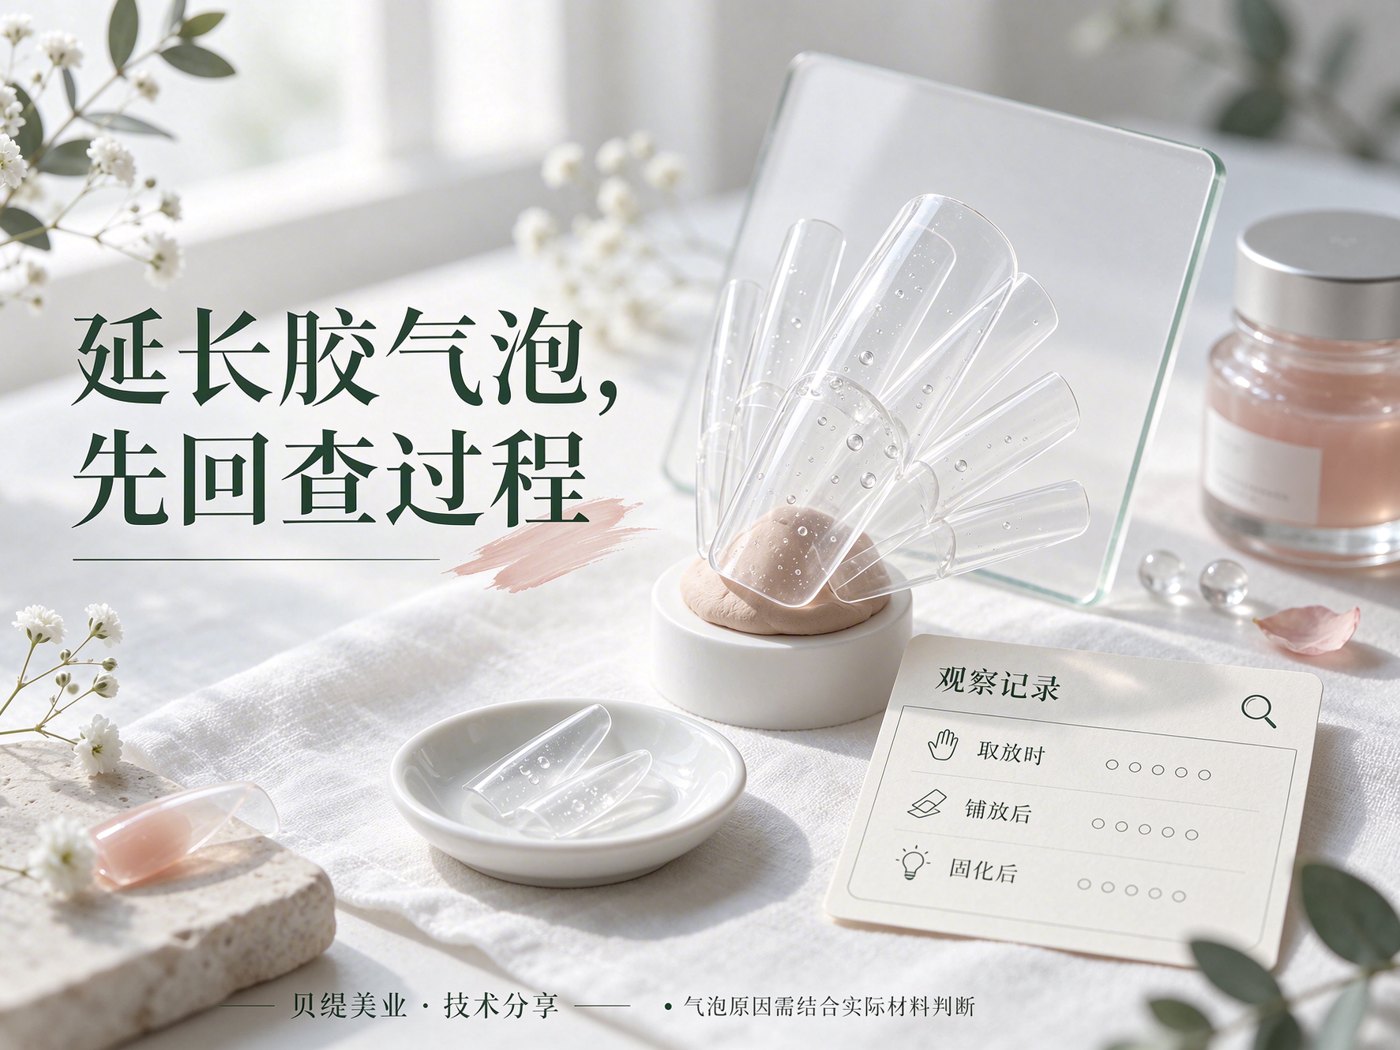 延长胶气泡，
先回查过程
观察记录
取放时
铺放后
固化后
贝缇美业 · 技术分享
• 气泡原因需结合实际材料判断